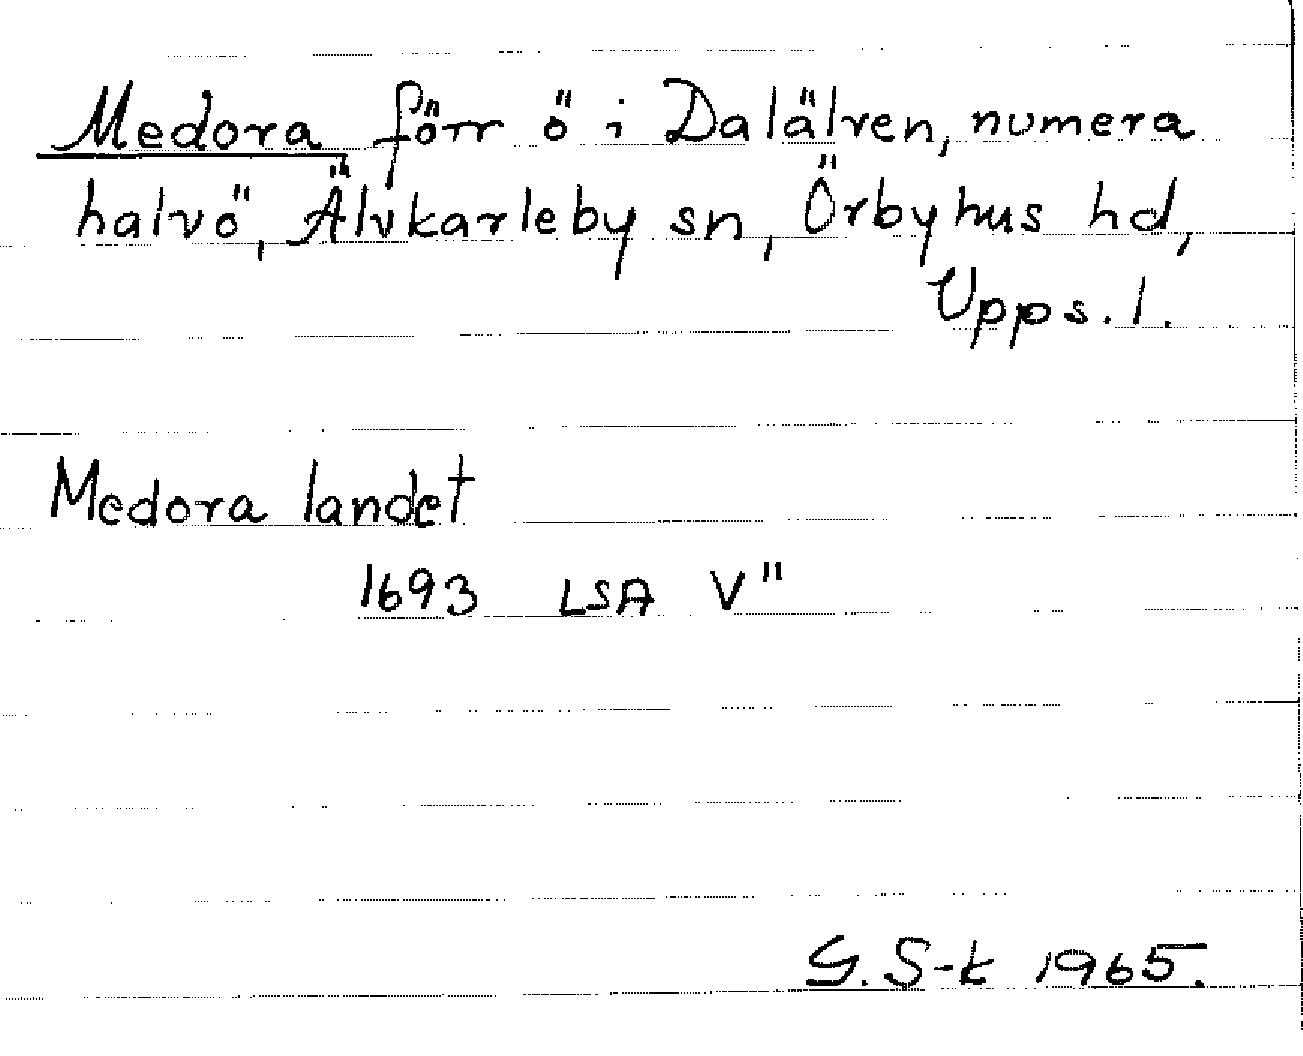 Medora förr ö i Dalälven, numera
halvö, Älvkarleby sn, Örbyhus hd,
Upps. l.
Medora landet
1693 LSA V"
G. S-k 1965.